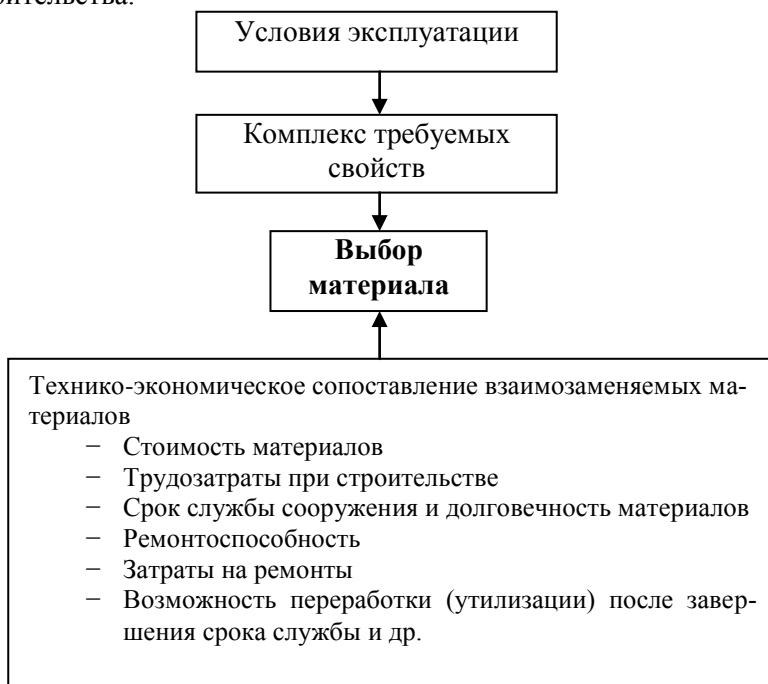 Условия эксплуатации
Комплекс требуемых
свойств
Выбор
материала
Технико-экономическое сопоставление взаимозаменяемых ма-
териалов
− Стоимость материалов
− Трудозатраты при строительстве
− Срок службы сооружения и долговечность материалов
− Ремонтоспособность
− Затраты на ремонты
− Возможность переработки (утилизации) после завер-
шения срока службы и др.